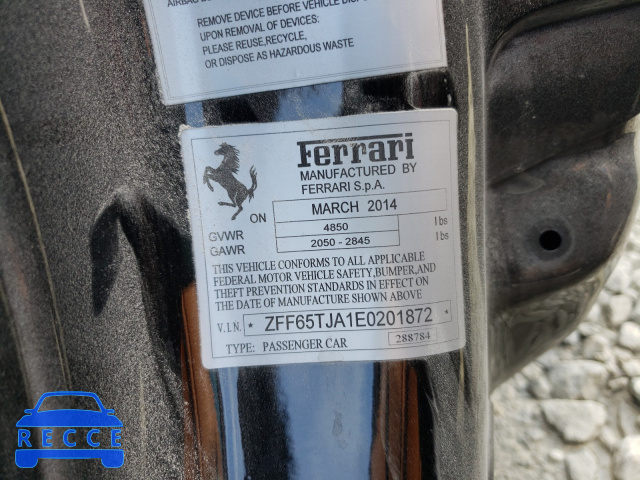 REMOVE DEVICE BEFORE VEHICLE DISP
UPON REMOVAL OF DEVICES:
PLEASE REUSE,RECYCLE,
OR DISPOSE AS HAZARDOUS WASTE
Ferrari
MANUFACTURED BY
FERRARI S.p.A.
ON MARCH 2014
GVWR 4850 lbs
GAWR 2050 - 2845 lbs
THIS VEHICLE CONFORMS TO ALL APPLICABLE
FEDERAL MOTOR VEHICLE SAFETY,BUMPER,AND
THEFT PREVENTION STANDARDS IN EFFECT ON
THE DATE OF MANUFACTURE SHOWN ABOVE
V.I.N. * ZFF65TJA1E0201872 *
TYPE: PASSENGER CAR 288784
RECCE